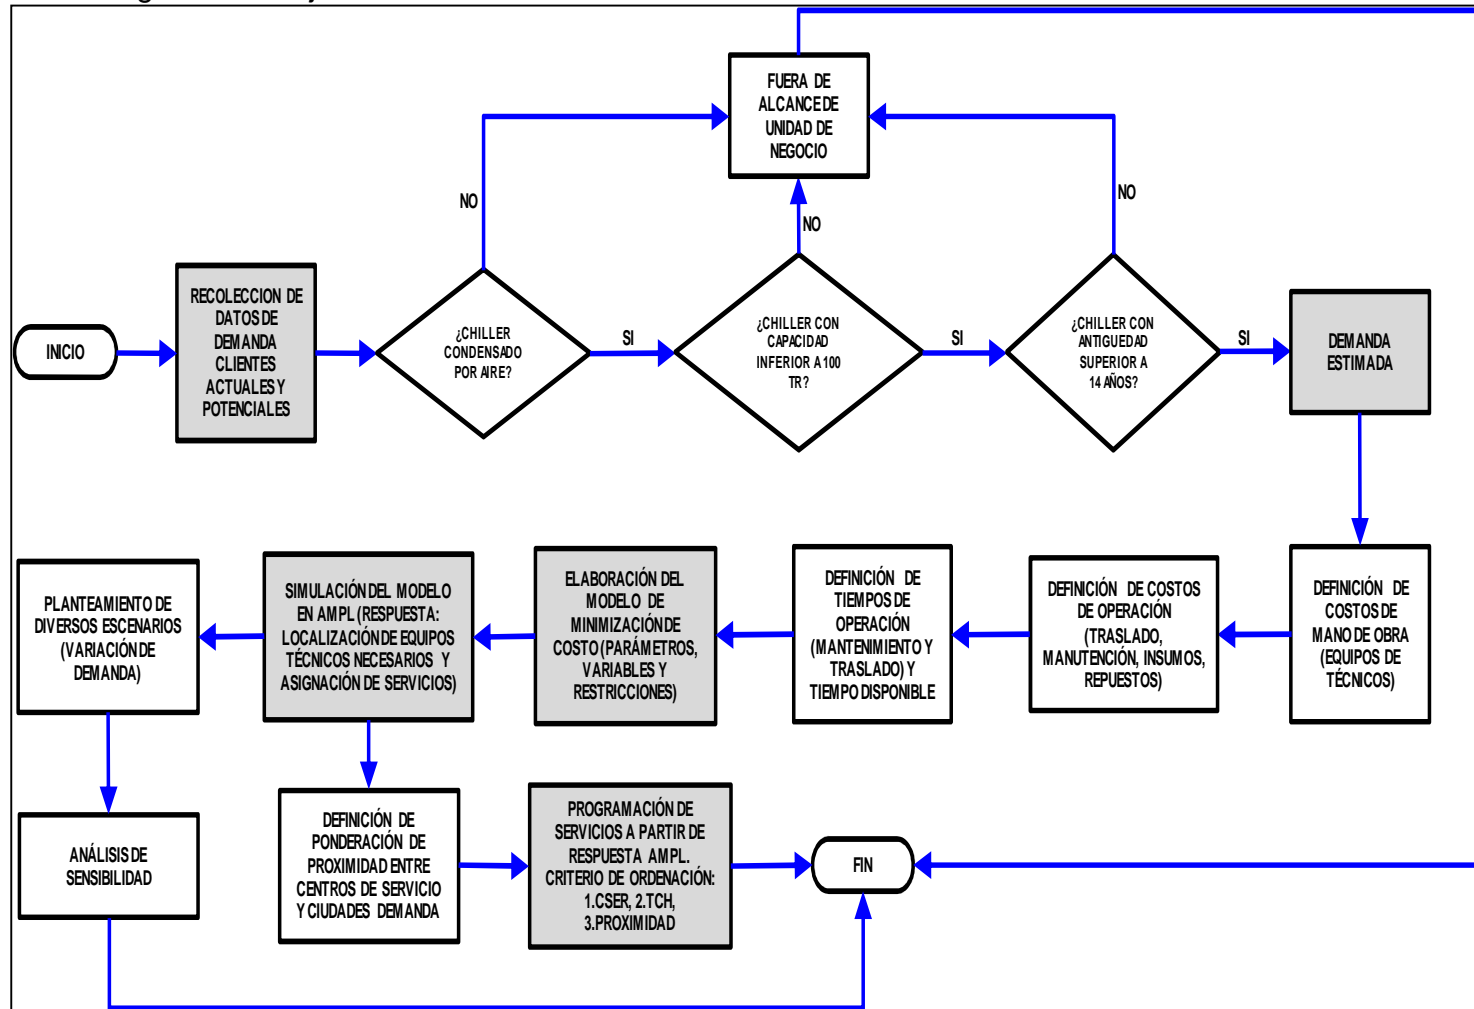 FUERA DE
ALCANCE DE
UNIDAD DE
NEGOCIO
NO
NO
NO
INICIO
RECOLECCION DE
DATOS DE
DEMANDA
CLIENTES
ACTUALES Y
POTENCIALES
¿CHILLER
CONDENSADO
POR AIRE?
SI
¿CHILLER CON
CAPACIDAD
INFERIOR A 100
TR?
SI
¿CHILLER CON
ANTIGUEDAD
SUPERIOR A
14 AÑOS?
SI
DEMANDA
ESTIMADA
PLANTEAMIENTO DE
DIVERSOS ESCENARIOS
(VARIACIÓN DE
DEMANDA)
SIMULACIÓN DEL MODELO
EN AMPL (RESPUESTA:
LOCALIZACIÓN DE EQUIPOS
TÉCNICOS NECESARIOS Y
ASIGNACIÓN DE SERVICIOS)
ELABORACIÓN DEL
MODELO DE
MINIMIZACIÓN DE
COSTO (PARÁMETROS,
VARIABLES Y
RESTRICCIONES)
DEFINICIÓN DE
TIEMPOS DE
OPERACIÓN
(MANTENIMIENTO Y
TRASLADO) Y
TIEMPO DISPONIBLE
DEFINICIÓN DE COSTOS
DE OPERACIÓN
(TRASLADO,
MANUTENCIÓN, INSUMOS,
REPUESTOS)
DEFINICIÓN DE
COSTOS DE
MANO DE OBRA
(EQUIPOS DE
TÉCNICOS)
ANÁLISIS DE
SENSIBILIDAD
DEFINICIÓN DE
PONDERACIÓN DE
PROXIMIDAD ENTRE
CENTROS DE SERVICIO
Y CIUDADES DEMANDA
PROGRAMACIÓN DE
SERVICIOS A PARTIR DE
RESPUESTA AMPL.
CRITERIO DE ORDENACIÓN:
1.CSER, 2.TCH,
3.PROXIMIDAD
FIN